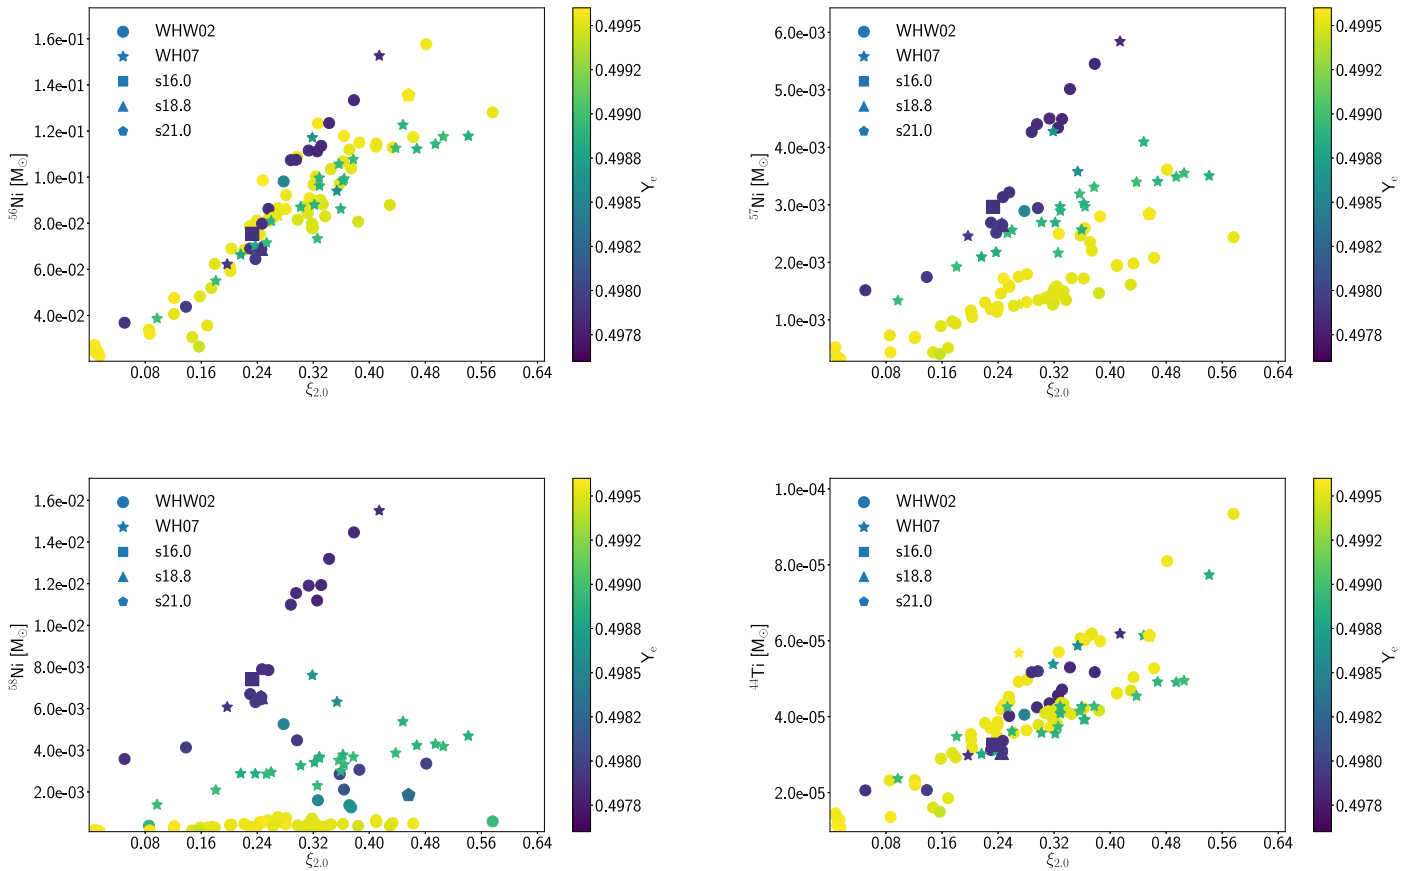 WHW02
WH07
s16.0
s18.8
s21.0
1.6e−01
1.4e−01
1.2e−01
1.0e−01
8.0e−02
6.0e−02
4.0e−02
⁵⁶Ni [M☉]
0.08 0.16 0.24 0.32 0.40 0.48 0.56 0.64
ξ₂.₀
0.4995
0.4992
0.4990
0.4988
0.4985
0.4982
0.4980
0.4978
Yₑ
WHW02
WH07
s16.0
s18.8
s21.0
6.0e−03
5.0e−03
4.0e−03
3.0e−03
2.0e−03
1.0e−03
⁵⁷Ni [M☉]
0.08 0.16 0.24 0.32 0.40 0.48 0.56 0.64
ξ₂.₀
0.4995
0.4992
0.4990
0.4988
0.4985
0.4982
0.4980
0.4978
Yₑ
WHW02
WH07
s16.0
s18.8
s21.0
1.6e−02
1.4e−02
1.2e−02
1.0e−02
8.0e−03
6.0e−03
4.0e−03
2.0e−03
⁵⁸Ni [M☉]
0.08 0.16 0.24 0.32 0.40 0.48 0.56 0.64
ξ₂.₀
0.4995
0.4992
0.4990
0.4988
0.4985
0.4982
0.4980
0.4978
Yₑ
WHW02
WH07
s16.0
s18.8
s21.0
1.0e−04
8.0e−05
6.0e−05
4.0e−05
2.0e−05
⁴⁴Ti [M☉]
0.08 0.16 0.24 0.32 0.40 0.48 0.56 0.64
ξ₂.₀
0.4995
0.4992
0.4990
0.4988
0.4985
0.4982
0.4980
0.4978
Yₑ